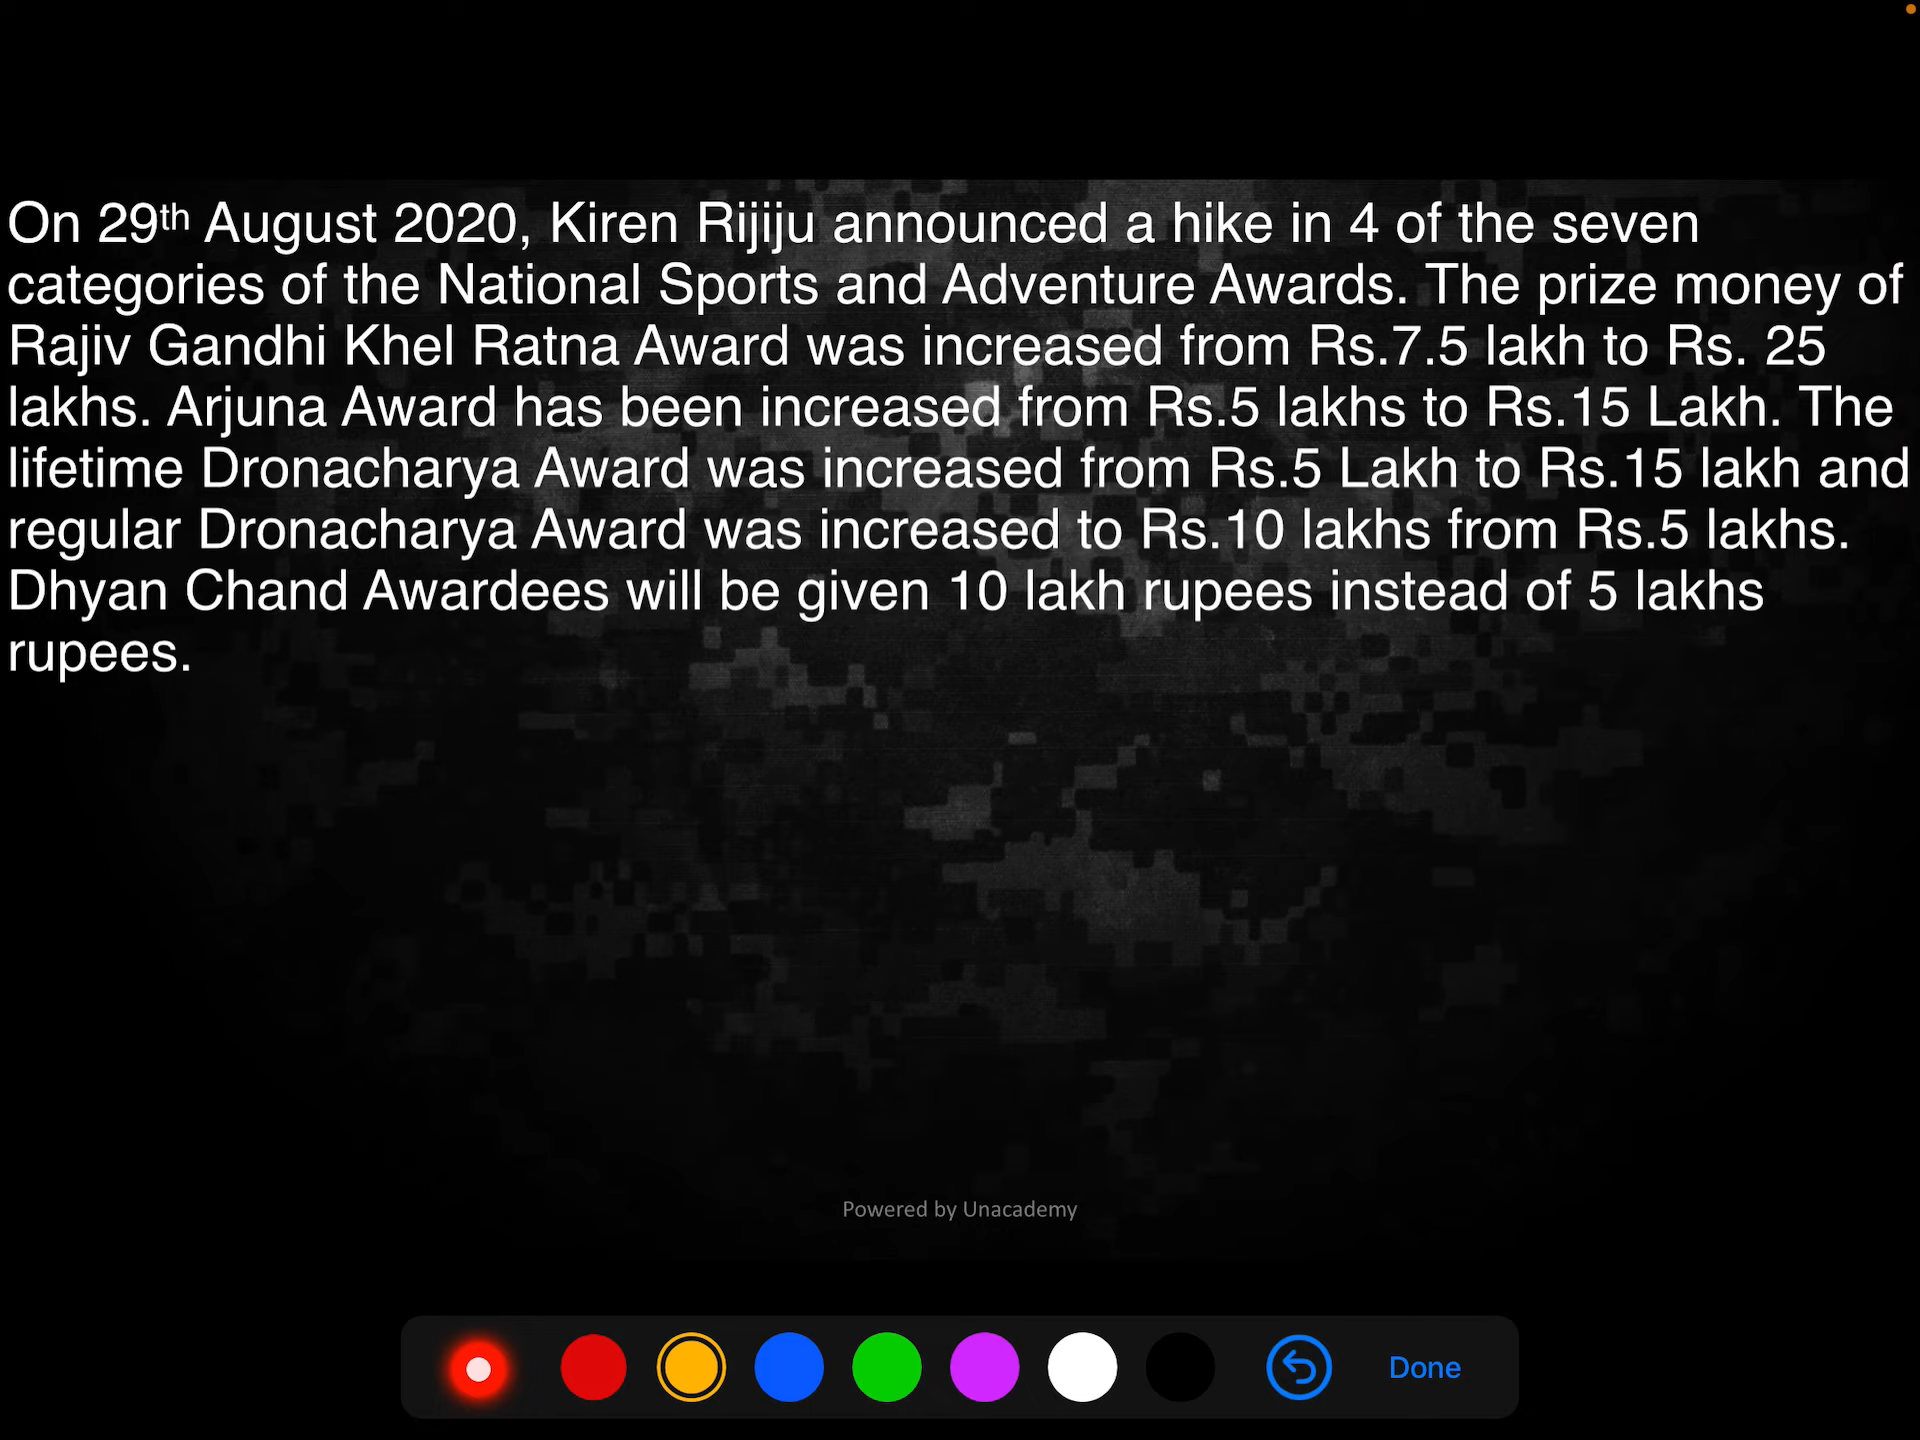 On 29th August 2020, Kiren Rijiju announced a hike in 4 of the seven
categories of the National Sports and Adventure Awards. The prize money of
Rajiv Gandhi Khel Ratna Award was increased from Rs.7.5 lakh to Rs. 25
lakhs. Arjuna Award has been increased from Rs.5 lakhs to Rs.15 Lakh. The
lifetime Dronacharya Award was increased from Rs.5 Lakh to Rs.15 lakh and
regular Dronacharya Award was increased to Rs.10 lakhs from Rs.5 lakhs.
Dhyan Chand Awardees will be given 10 lakh rupees instead of 5 lakhs
rupees.
Powered by Unacademy
Done